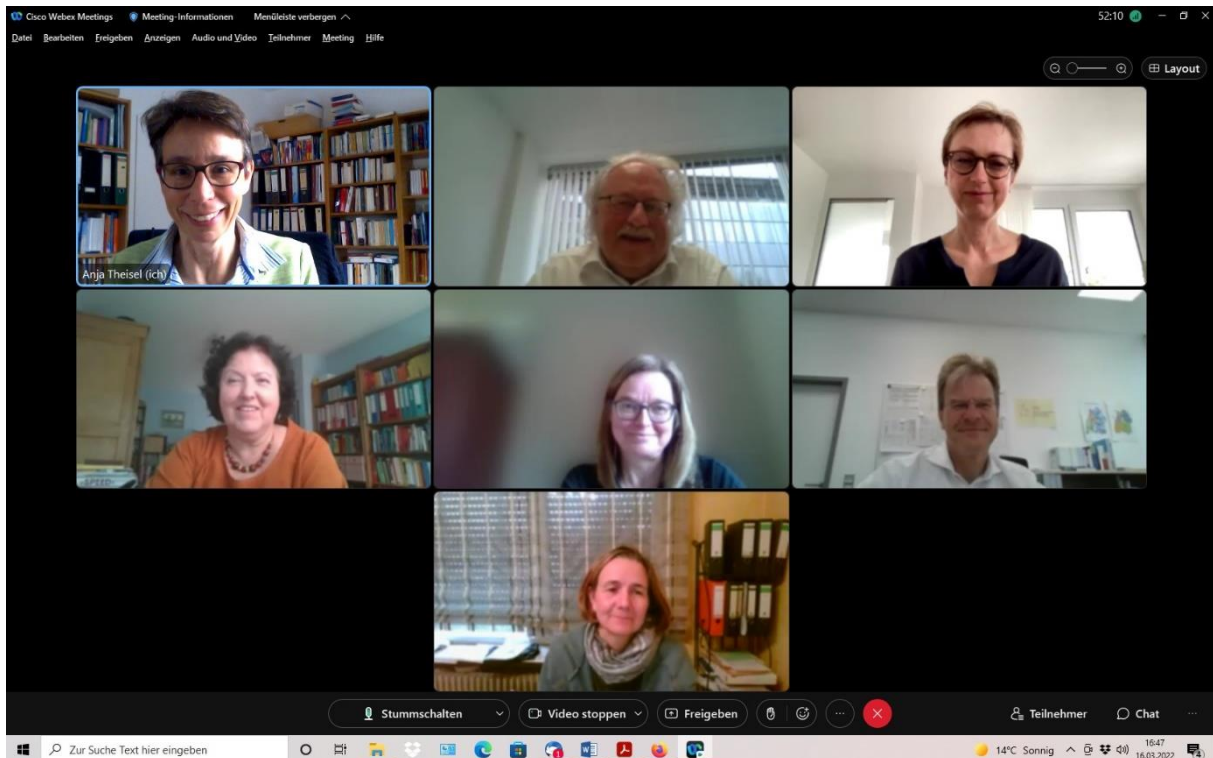 Cisco Webex Meetings Meeting-Informationen Menüleiste verbergen 52:10
Datei Bearbeiten Freigeben Anzeigen Audio und Video Teilnehmer Meeting Hilfe
Layout
Anja Theisel (ich)
SPEED
Stummschalten Video stoppen Freigeben ... Teilnehmer Chat ...
Zur Suche Text hier eingeben 14°C Sonnig 16:47
16.03.2022